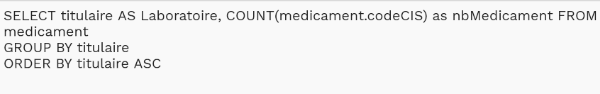 SELECT titulaire AS Laboratoire, COUNT(medicament.codeCIS) as nbMedicament FROM
medicament
GROUP BY titulaire
ORDER BY titulaire ASC